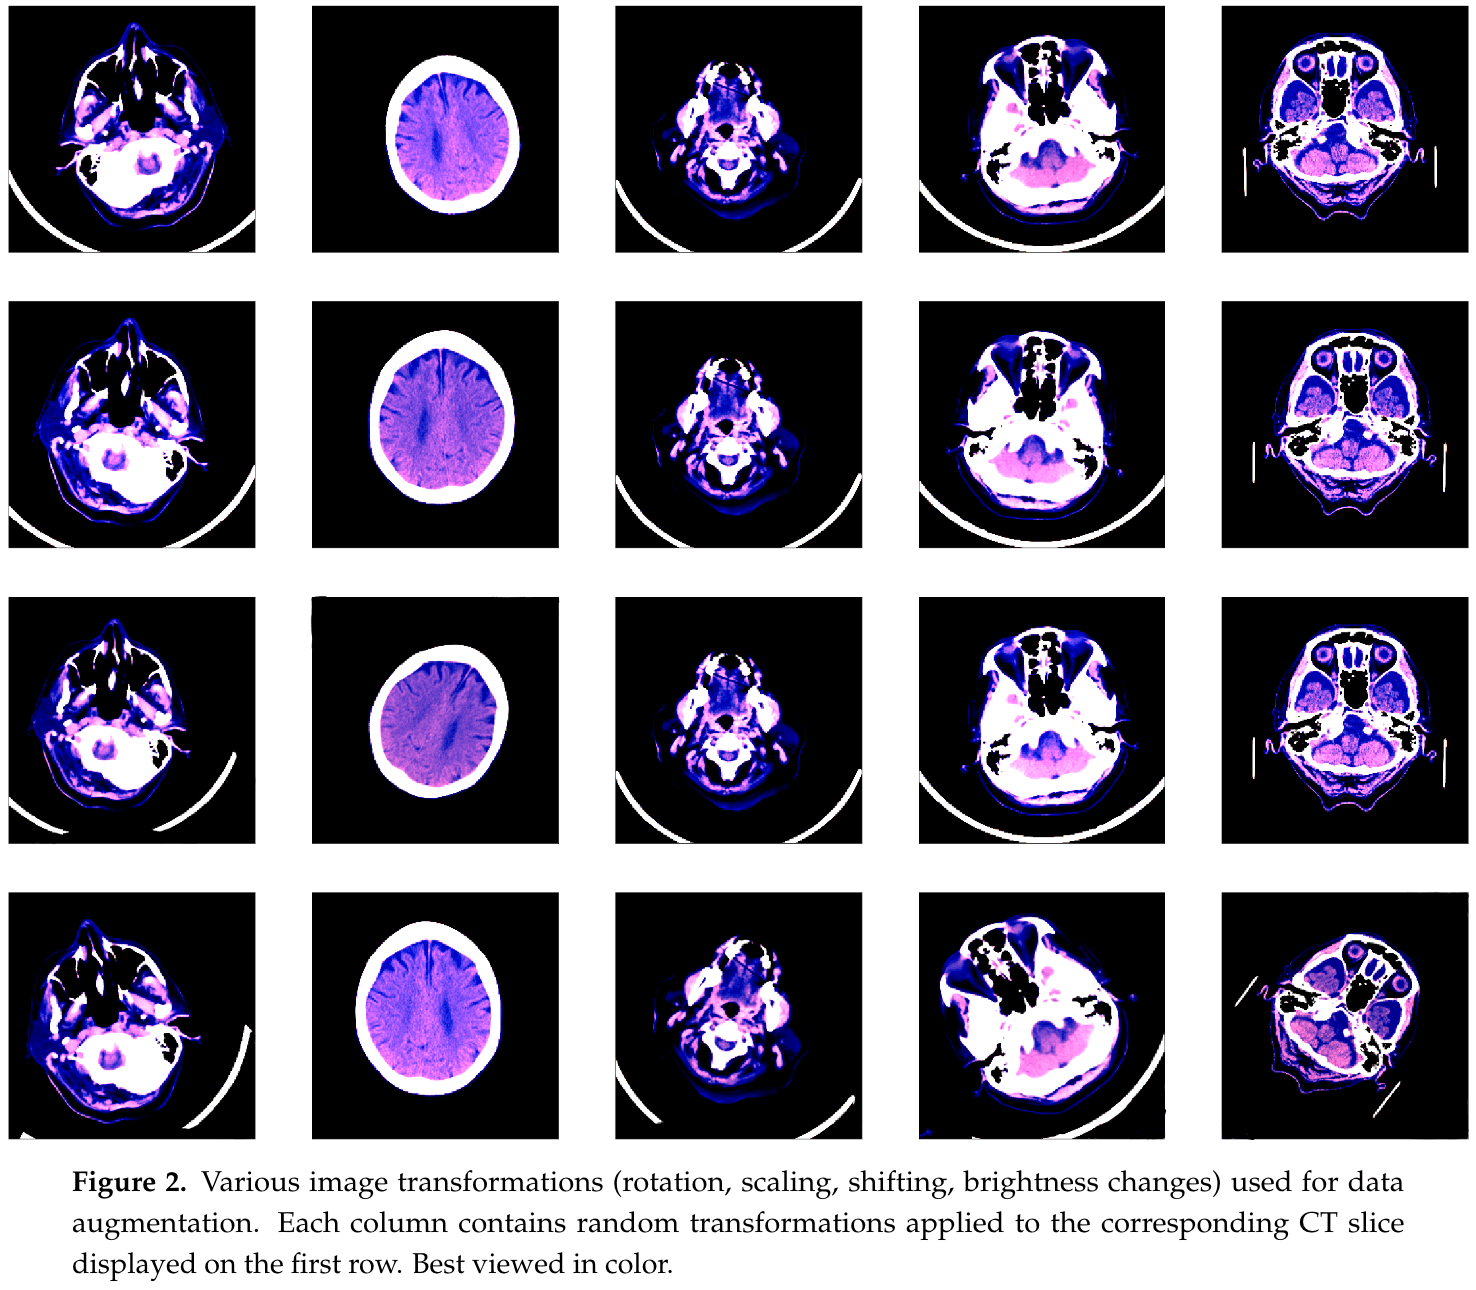 Figure 2. Various image transformations (rotation, scaling, shifting, brightness changes) used for data
augmentation. Each column contains random transformations applied to the corresponding CT slice
displayed on the first row. Best viewed in color.